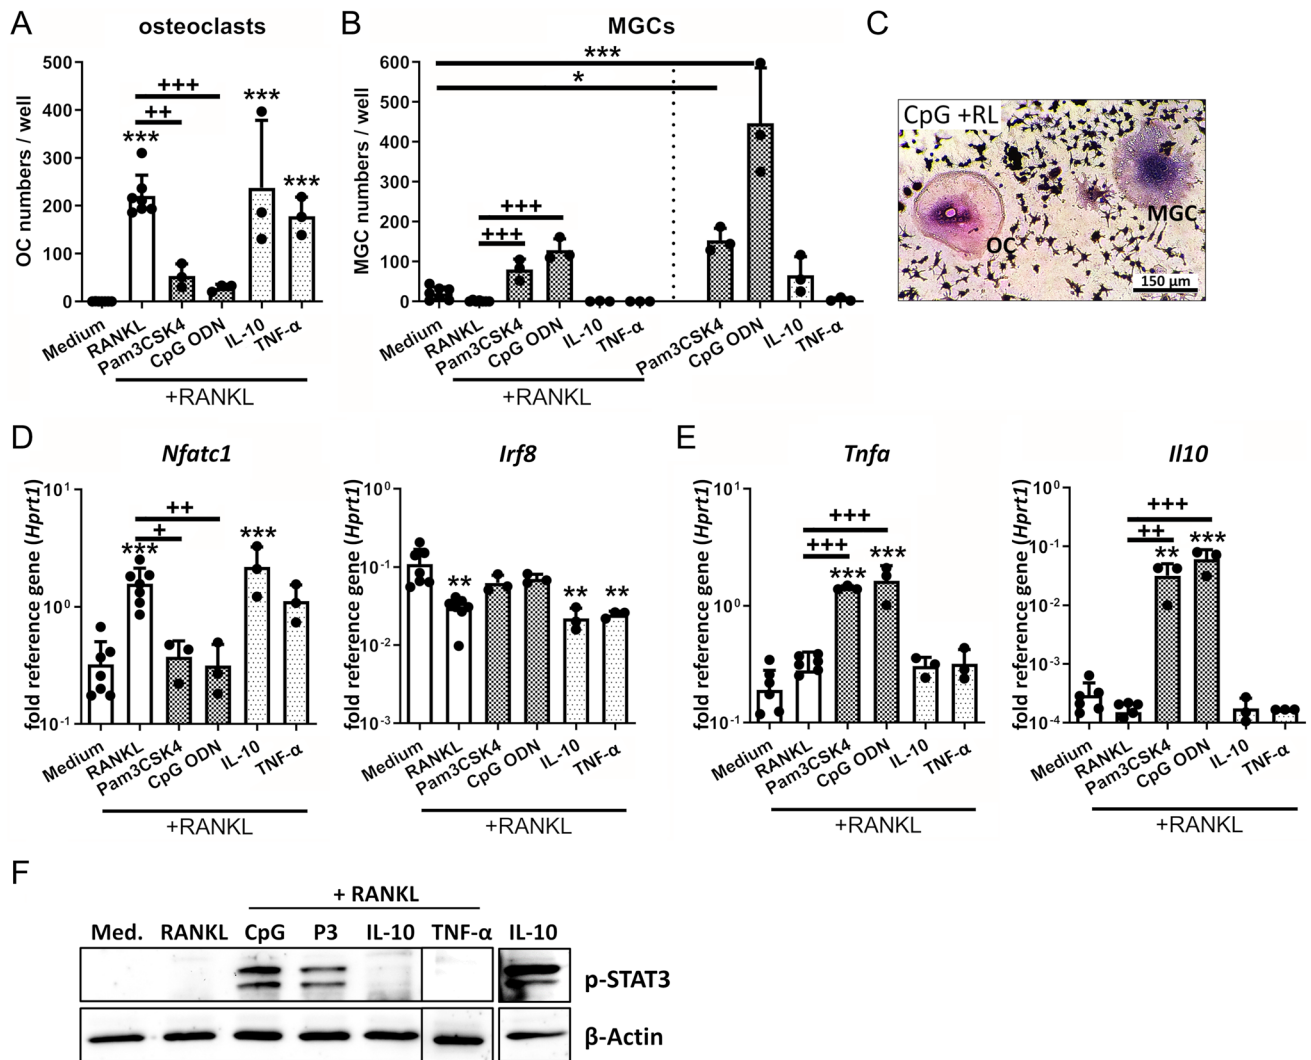 A
osteoclasts
OC numbers / well
500
400
300
200
100
0
+++
++
***
***
***
Medium
RANKL
Pam3CSK4
CpG ODN
IL-10
TNF-α
+RANKL
B
MGCs
MGC numbers / well
600
500
400
300
200
100
0
***
*
+++
+++
Medium
RANKL
Pam3CSK4
CpG ODN
IL-10
TNF-α
Pam3CSK4
CpG ODN
IL-10
TNF-α
+RANKL
C
CpG +RL
OC
MGC
150 µm
D
Nfatc1
fold reference gene (Hprt1)
10¹
10⁰
10⁻¹
++
+
***
***
Medium
RANKL
Pam3CSK4
CpG ODN
IL-10
TNF-α
+RANKL
Irf8
fold reference gene (Hprt1)
10⁰
10⁻¹
10⁻²
10⁻³
**
**
**
Medium
RANKL
Pam3CSK4
CpG ODN
IL-10
TNF-α
+RANKL
E
Tnfa
fold reference gene (Hprt1)
10¹
10⁰
10⁻¹
+++
+++
***
***
Medium
RANKL
Pam3CSK4
CpG ODN
IL-10
TNF-α
+RANKL
Il10
fold reference gene (Hprt1)
10⁰
10⁻¹
10⁻²
10⁻³
10⁻⁴
+++
++
**
***
Medium
RANKL
Pam3CSK4
CpG ODN
IL-10
TNF-α
+RANKL
F
+ RANKL
Med. RANKL CpG P3 IL-10 TNF-α IL-10
p-STAT3
β-Actin